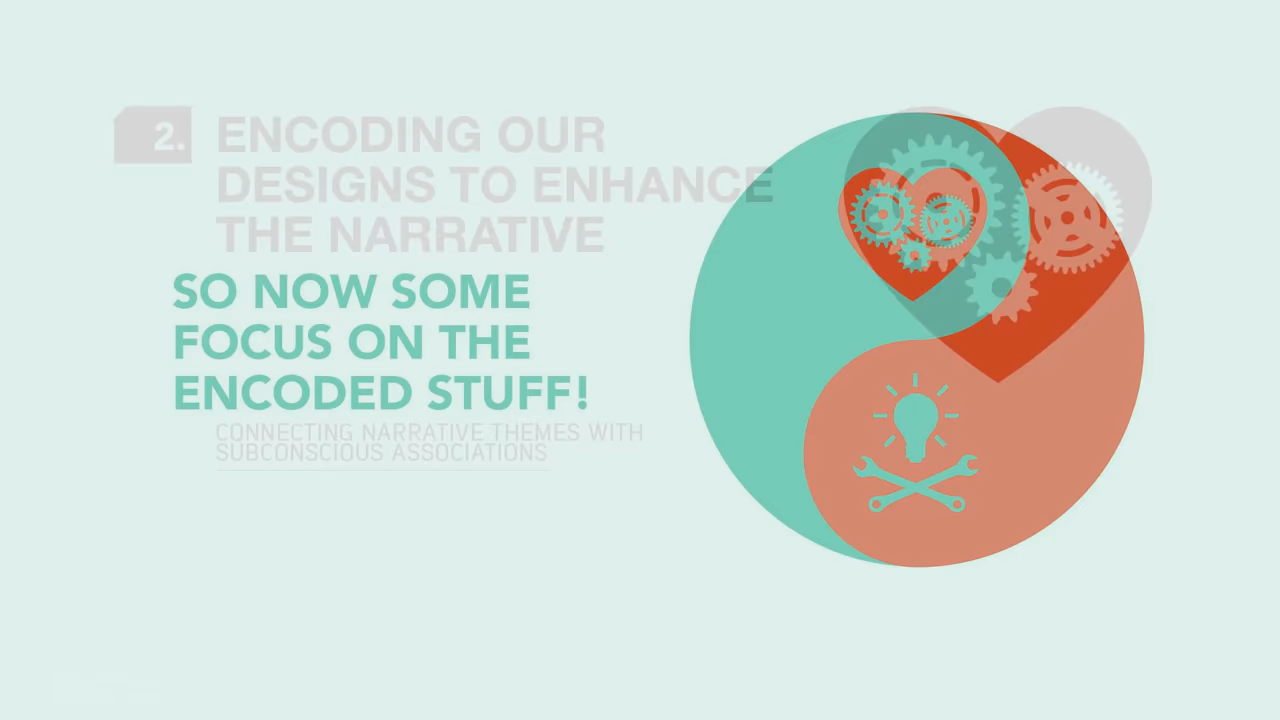 2. ENCODING OUR
DESIGNS TO ENHANCE
THE NARRATIVE
SO NOW SOME
FOCUS ON THE
ENCODED STUFF!
CONNECTING NARRATIVE THEMES WITH
SUBCONSCIOUS ASSOCIATIONS